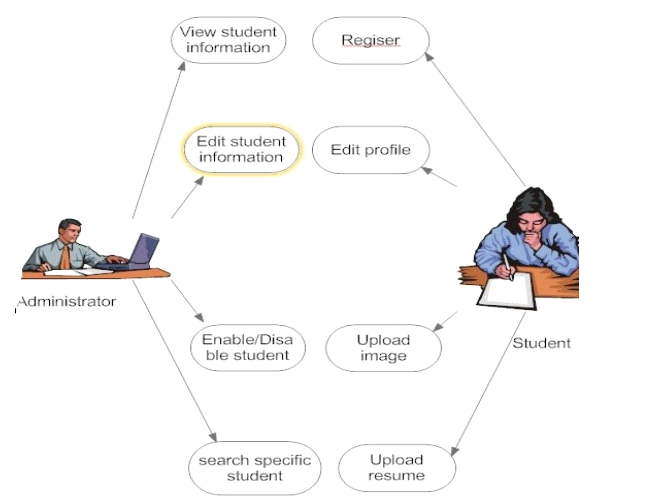 View student
information
Regiser
Edit student
information
Edit profile
Administrator
Student
Enable/Disa
ble student
Upload
image
search specific
student
Upload
resume